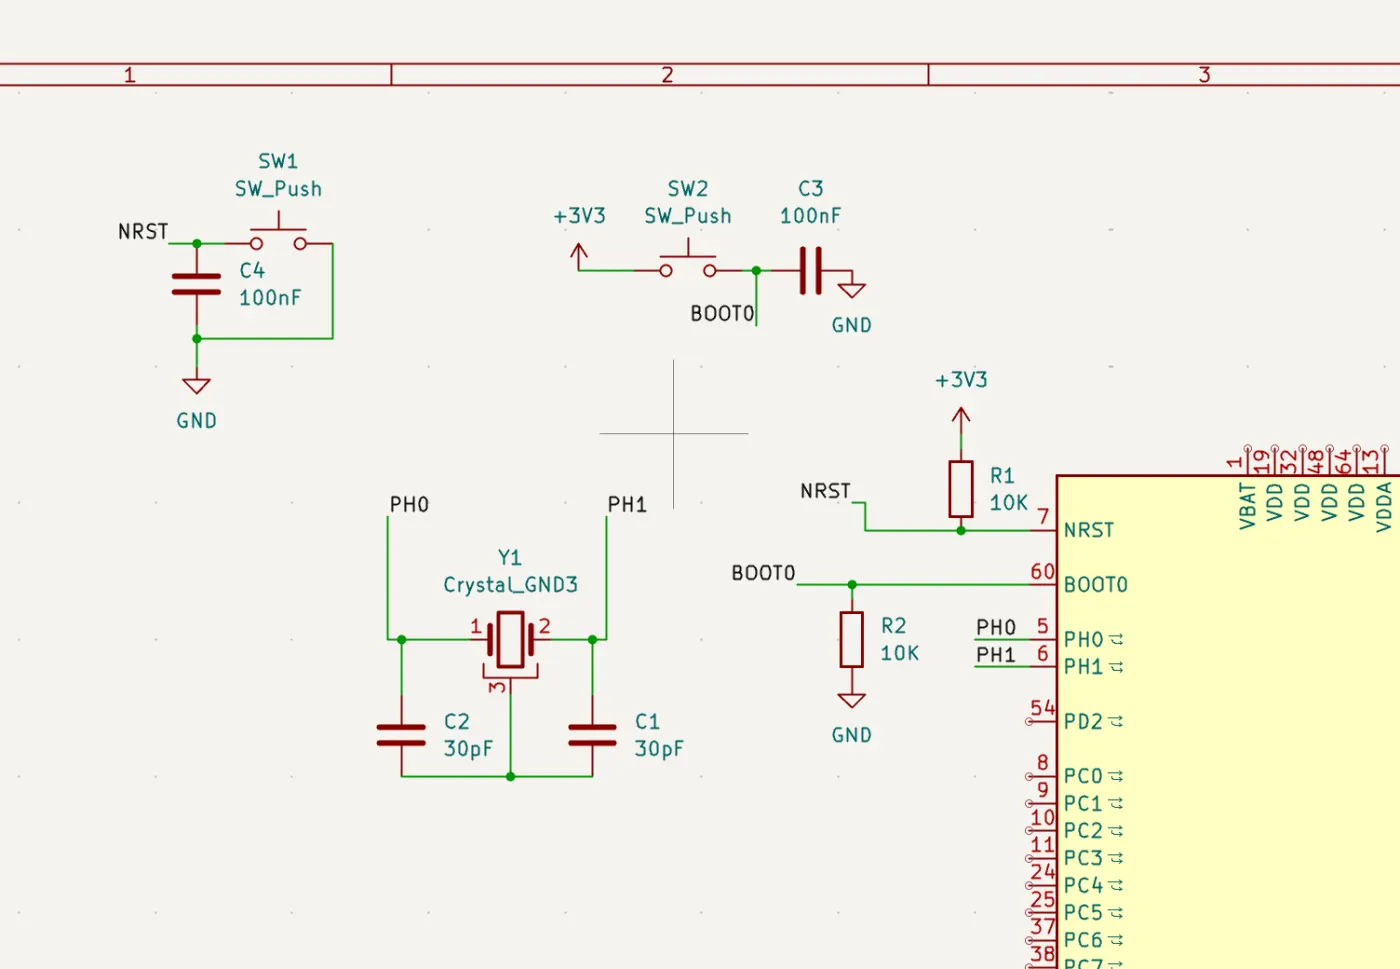 1
2
3
SW1
SW_Push
NRST
C4
100nF
GND
SW2
SW_Push
+3V3
C3
100nF
BOOT0
GND
+3V3
R1
10K
NRST
7
NRST
BOOT0
60
BOOT0
R2
10K
GND
PH0
5
PH0
PH1
6
PH1
54
PD2
8
PC0
9
PC1
10
PC2
11
PC3
24
PC4
25
PC5
37
PC6
38
PC7
1
19
32
48
64
13
VBAT
VDD
VDD
VDD
VDD
VDDA
PH0
PH1
Y1
Crystal_GND3
1
2
3
C2
30pF
C1
30pF